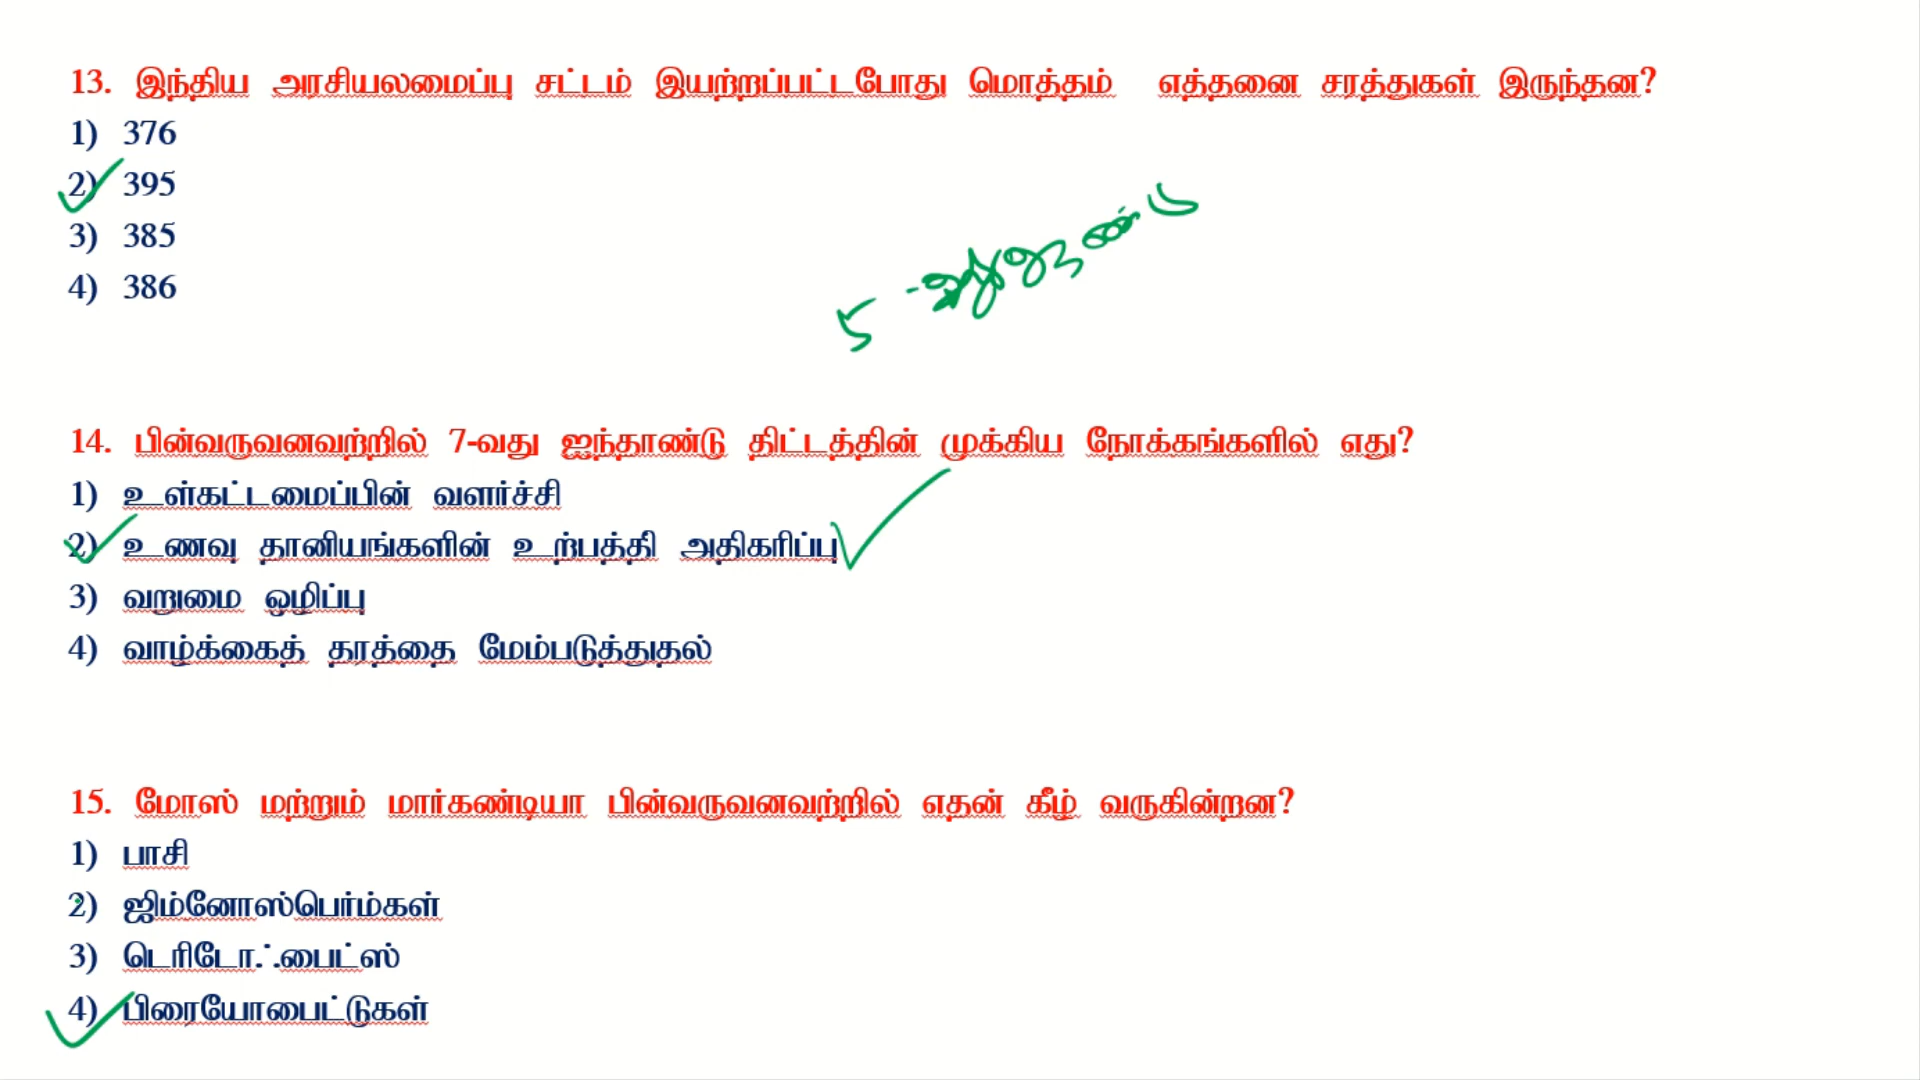 13. இந்திய அரசியலமைப்பு சட்டம் இயற்றப்பட்டபோது மொத்தம் எத்தனை சரத்துகள் இருந்தன?
1) 376
2) 395
3) 385
4) 386
5
14. பின்வருவனவற்றில் 7-வது ஐந்தாண்டு திட்டத்தின் முக்கிய நோக்கங்களில் எது?
1) உள்கட்டமைப்பின் வளர்ச்சி
2) உணவு தானியங்களின் உற்பத்தி அதிகரிப்பு
3) வறுமை ஒழிப்பு
4) வாழ்க்கைத் தரத்தை மேம்படுத்துதல்
15. மோஸ் மற்றும் மார்கண்டியா பின்வருவனவற்றில் எதன் கீழ் வருகின்றன?
1) பாசி
2) ஜிம்னோஸ்பெர்ம்கள்
3) டெரிடோஃபைட்ஸ்
4) பிரையோபைட்டுகள்